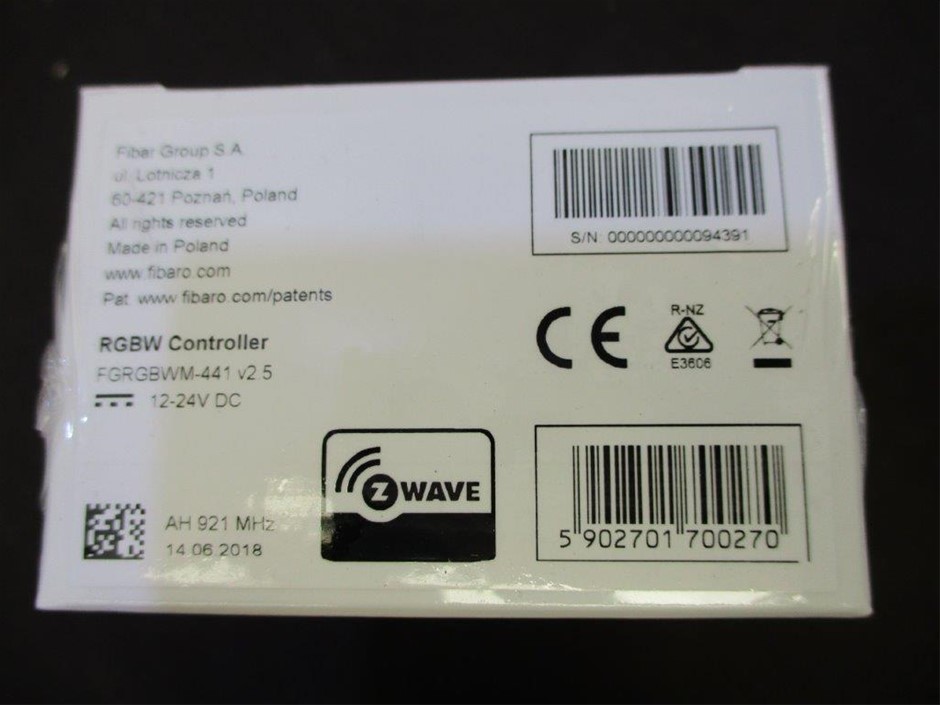 Fibar Group S.A.
ul. Lotnicza 1
60-421 Poznań, Poland
All rights reserved
Made in Poland
www.fibaro.com
Pat. www.fibaro.com/patents
RGBW Controller
FGRGBWM-441 v2.5
12-24V DC
AH 921 MHz
14.06.2018
Z WAVE
S/N 000000000094391
CE
R-NZ
E3606
5 902701 700270